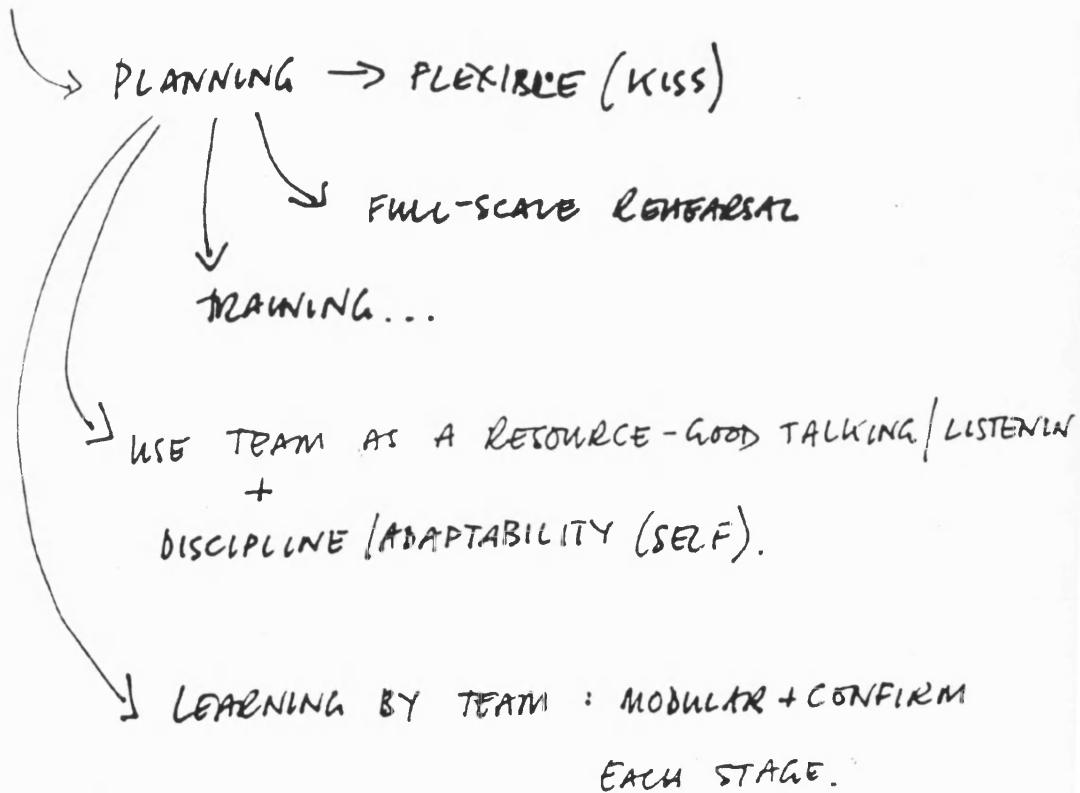 PLANNING → FLEXIBLE (KISS)
FULL-SCALE REHEARSAL
TRAINING...
USE TEAM AS A RESOURCE - GOOD TALKING/LISTENIN
+
DISCIPLINE/ADAPTABILITY (SELF).
LEARNING BY TEAM : MODULAR + CONFIRM
EACH STAGE.